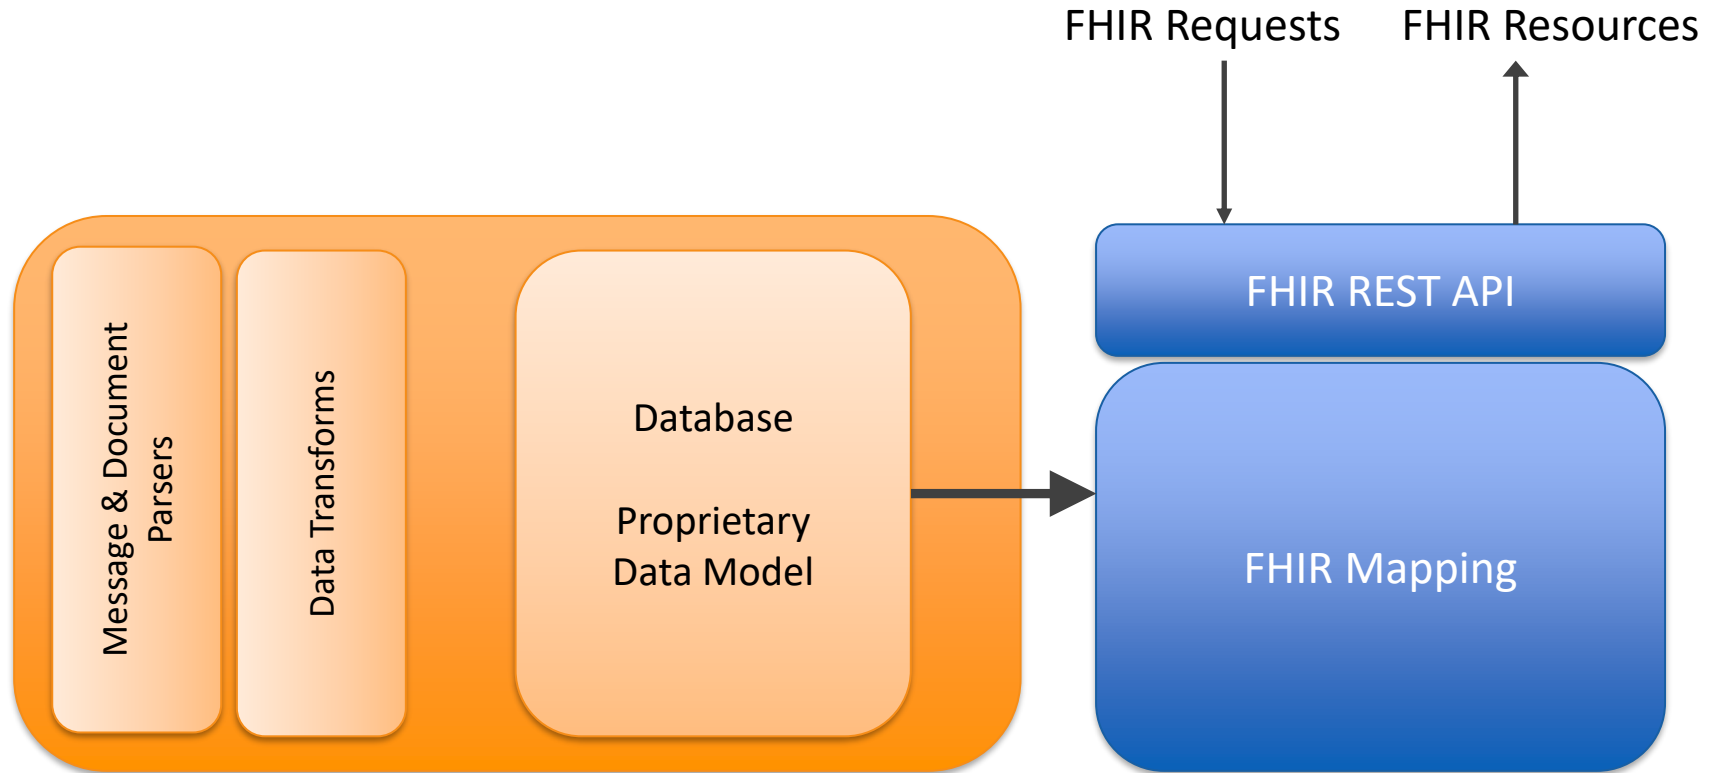 FHIR Requests
FHIR Resources
Message & Document
Parsers
Data Transforms
Database
Proprietary
Data Model
FHIR REST API
FHIR Mapping